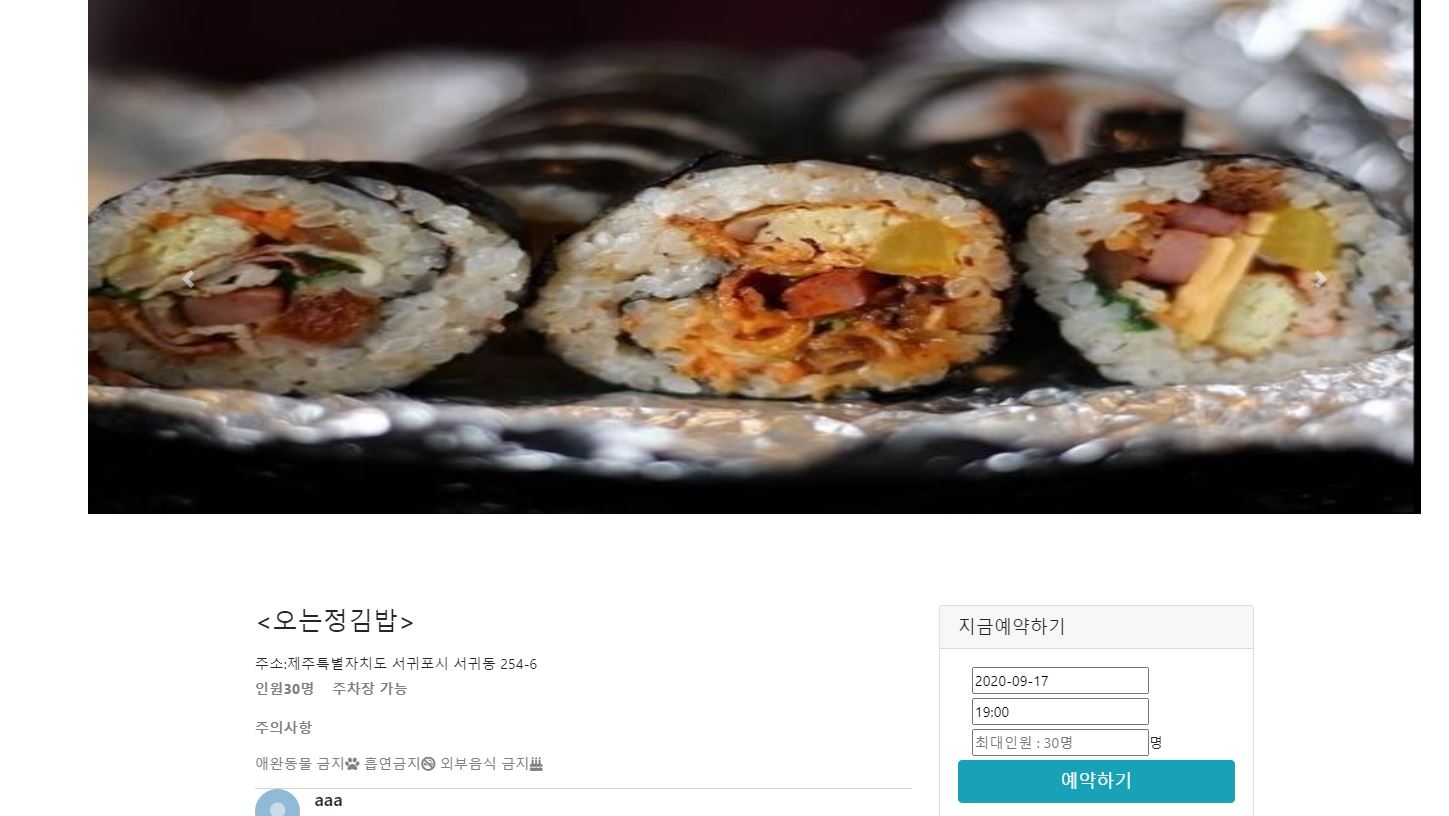 <오는정김밥>
주소:제주특별자치도 서귀포시 서귀동 254-6
인원30명 주차장 가능
주의사항
애완동물 금지 흡연금지 외부음식 금지
aaa
지금예약하기
2020-09-17
19:00
최대인원 : 30명 명
예약하기